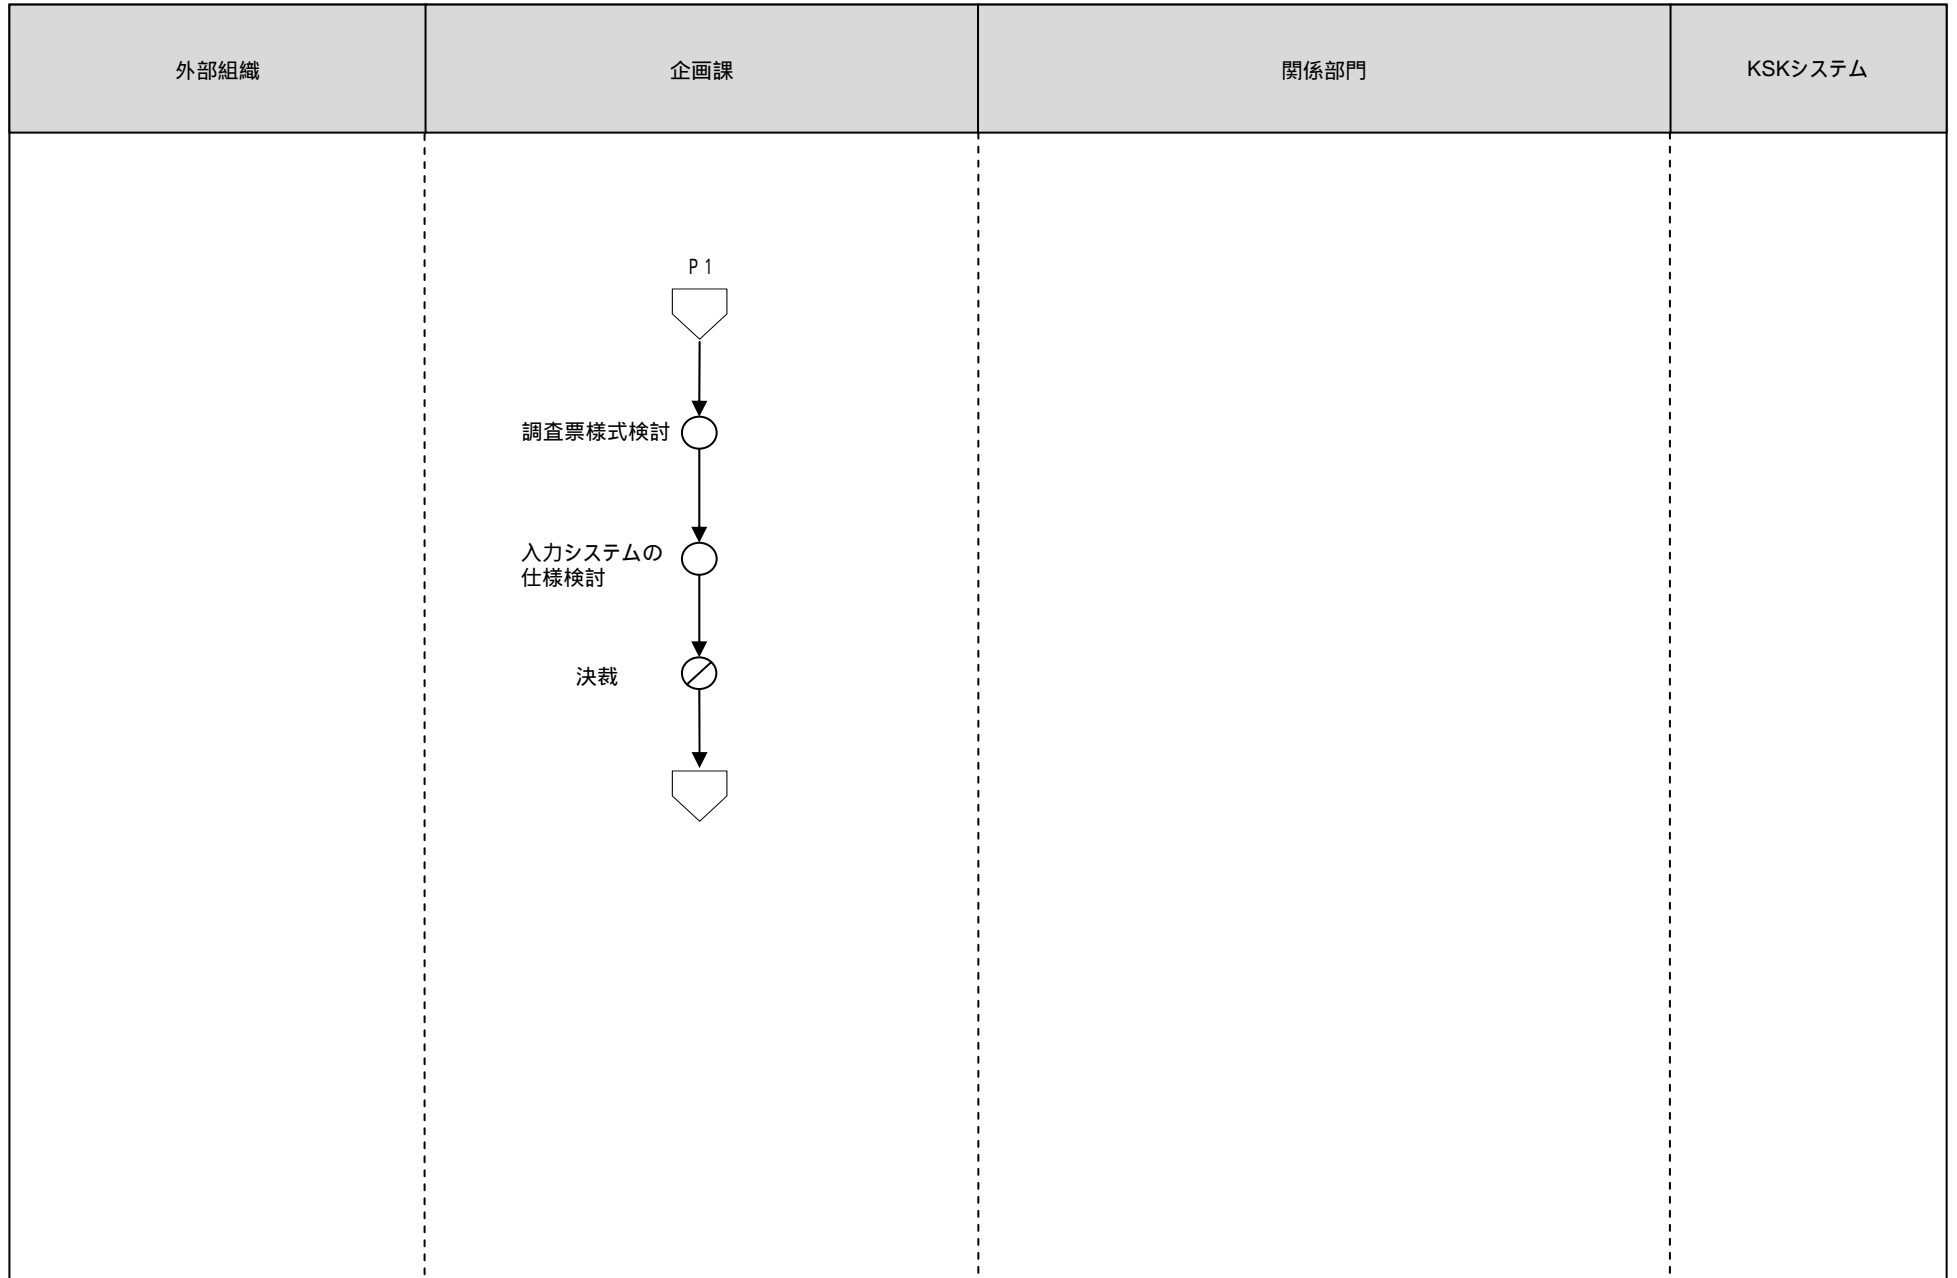 外部組織
企画課
関係部門
KSKシステム
P 1
調査票様式検討
入力システムの
仕様検討
決裁